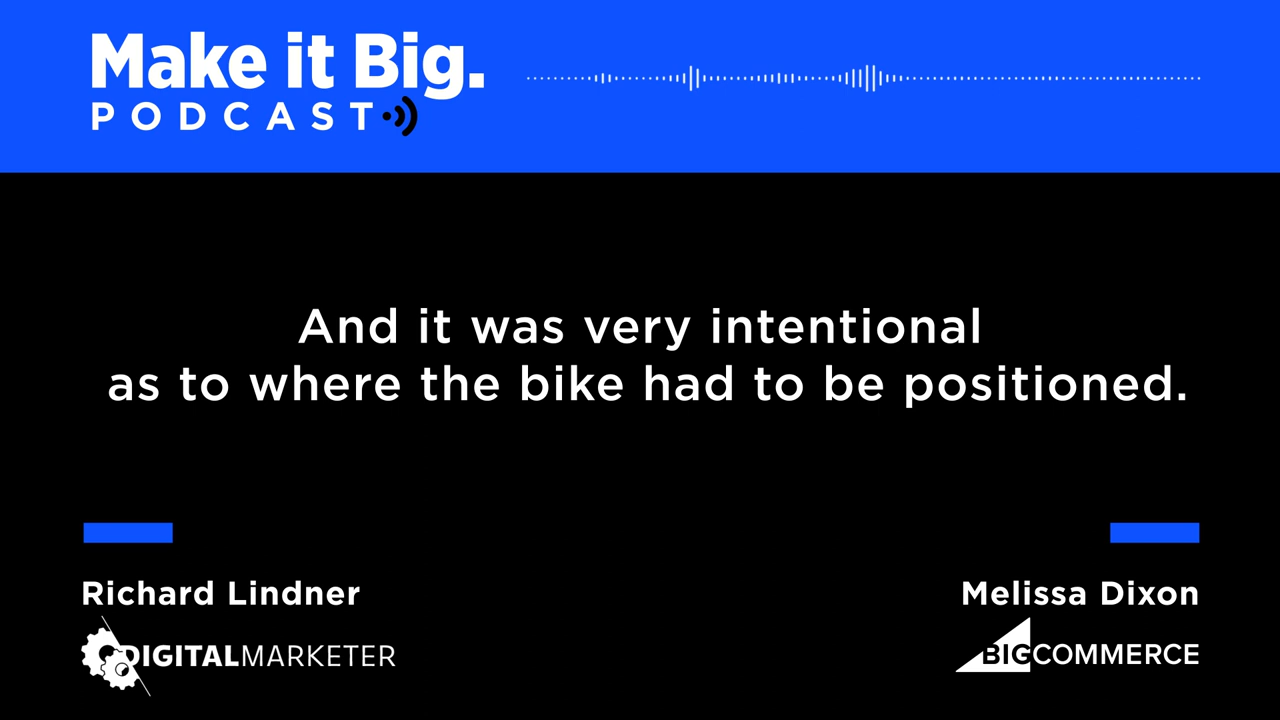 Make it Big.
PODCAST
And it was very intentional
as to where the bike had to be positioned.
Richard Lindner
Melissa Dixon
DIGITALMARKETER
BIGCOMMERCE